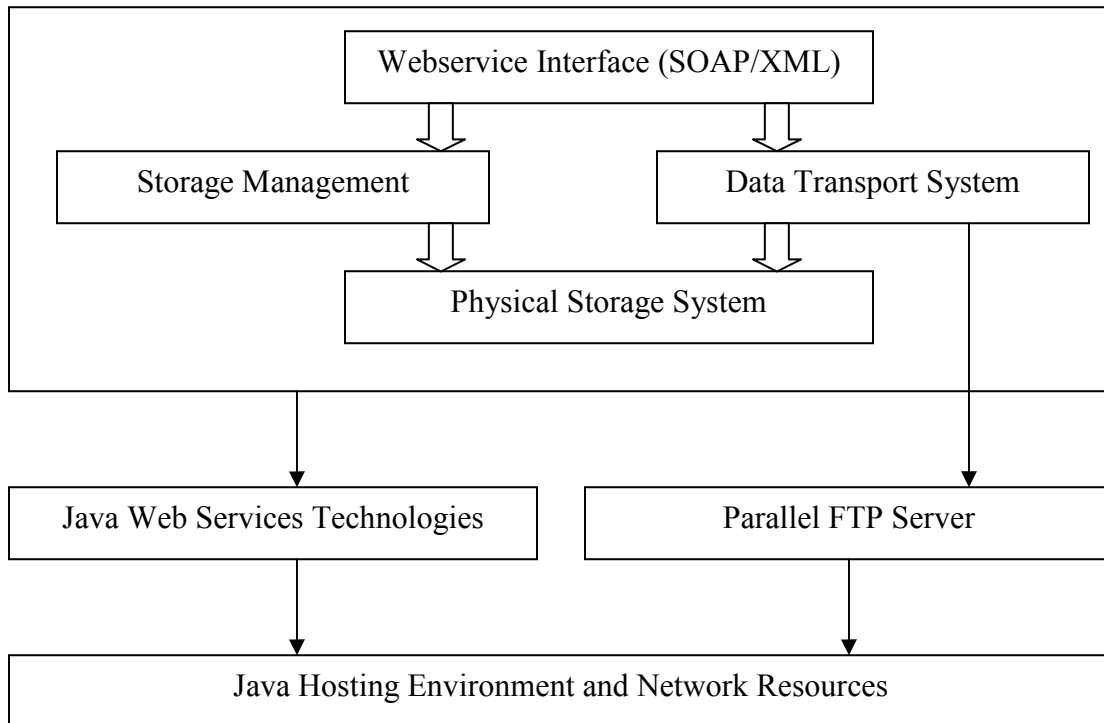 Webservice Interface (SOAP/XML)
Storage Management
Data Transport System
Physical Storage System
Java Web Services Technologies
Parallel FTP Server
Java Hosting Environment and Network Resources